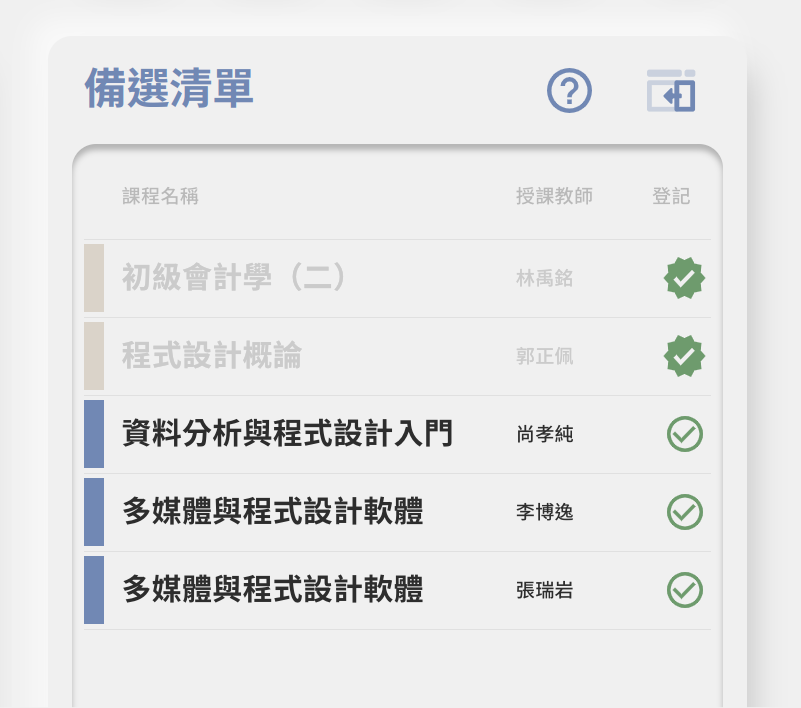 備選清單
課程名稱 授課教師 登記
初級會計學（二） 林禹銘
程式設計概論 郭正佩
資料分析與程式設計入門 尚孝純
多媒體與程式設計軟體 李博逸
多媒體與程式設計軟體 張瑞岩